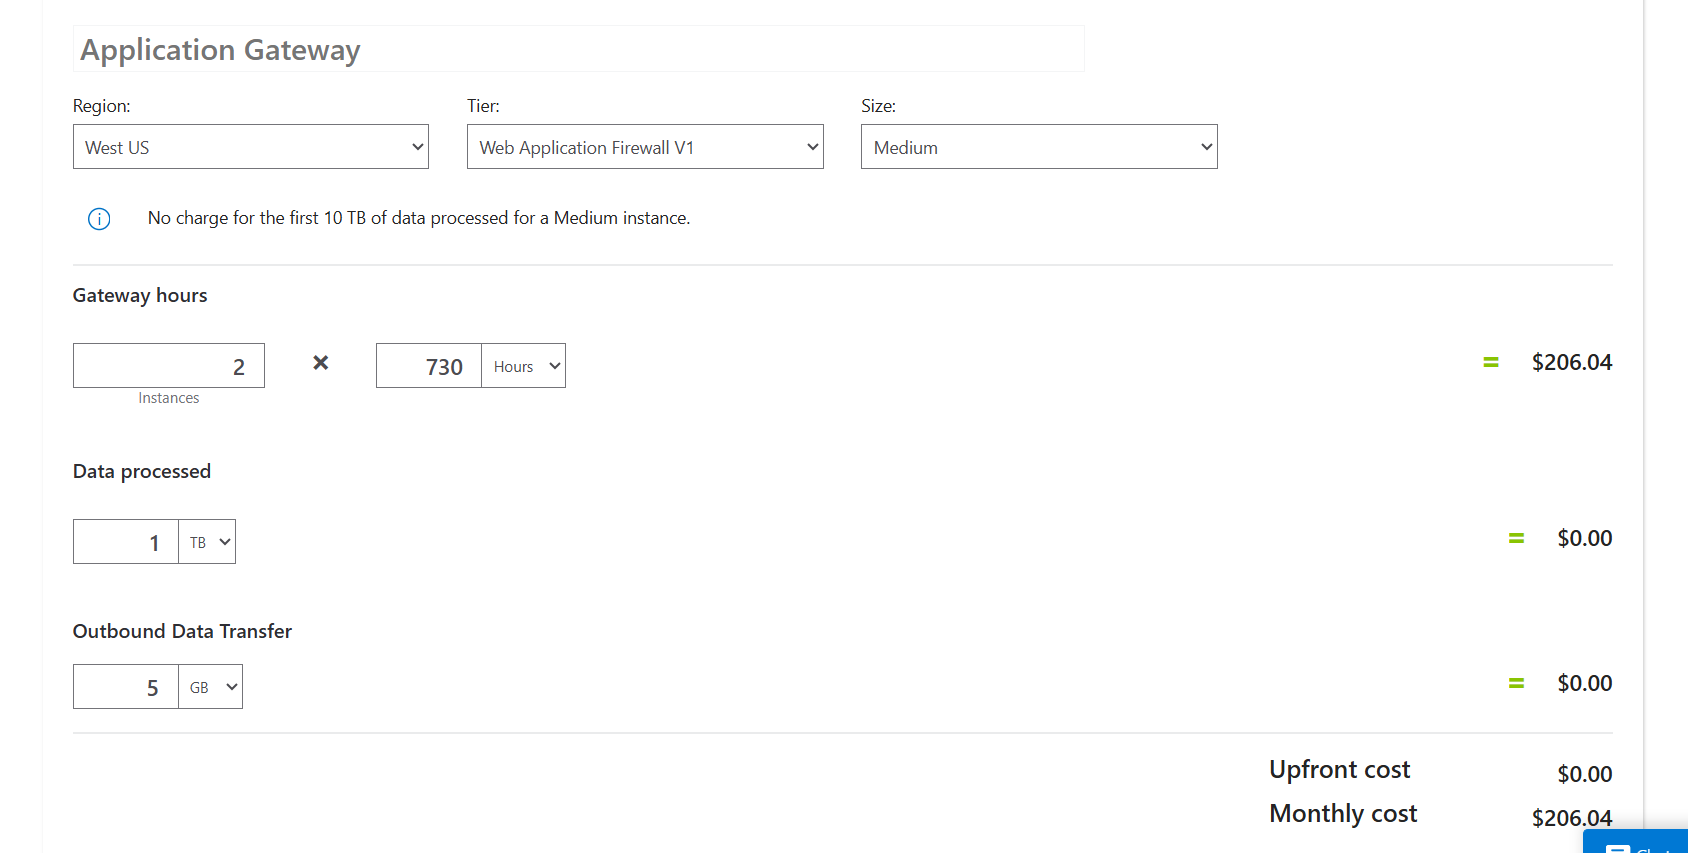 Application Gateway
Region: Tier: Size:
West US Web Application Firewall V1 Medium
No charge for the first 10 TB of data processed for a Medium instance.
Gateway hours
2 × 730 Hours = $206.04
Instances
Data processed
1 TB = $0.00
Outbound Data Transfer
5 GB = $0.00
Upfront cost $0.00
Monthly cost $206.04